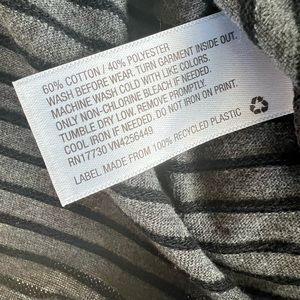 60% COTTON / 40% POLYESTER
WASH BEFORE WEAR. TURN GARMENT INSIDE OUT.
MACHINE WASH COLD WITH LIKE COLORS.
ONLY NON-CHLORINE BLEACH IF NEEDED.
TUMBLE DRY LOW. REMOVE PROMPTLY.
COOL IRON IF NEEDED. DO NOT IRON ON PRINT.
RN17730 VN4256449
LABEL MADE FROM 100% RECYCLED PLASTIC